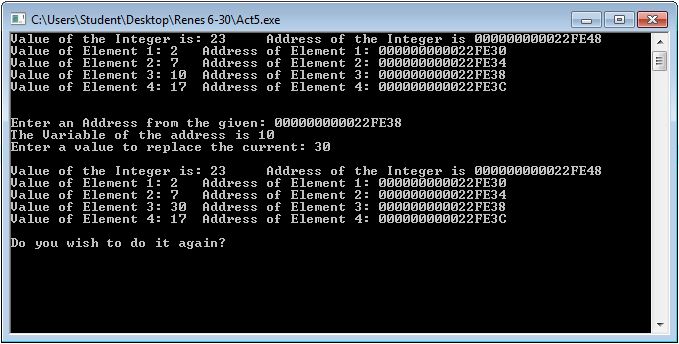 C:\Users\Student\Desktop\Renes 6-30\Act5.exe
Value of the Integer is: 23     Address of the Integer is 000000000022FE48
Value of Element 1: 2   Address of Element 1: 000000000022FE30
Value of Element 2: 7   Address of Element 2: 000000000022FE34
Value of Element 3: 10  Address of Element 3: 000000000022FE38
Value of Element 4: 17  Address of Element 4: 000000000022FE3C
Enter an Address from the given: 000000000022FE38
The Variable of the address is 10
Enter a value to replace the current: 30
Value of the Integer is: 23     Address of the Integer is 000000000022FE48
Value of Element 1: 2   Address of Element 1: 000000000022FE30
Value of Element 2: 7   Address of Element 2: 000000000022FE34
Value of Element 3: 30  Address of Element 3: 000000000022FE38
Value of Element 4: 17  Address of Element 4: 000000000022FE3C
Do you wish to do it again?